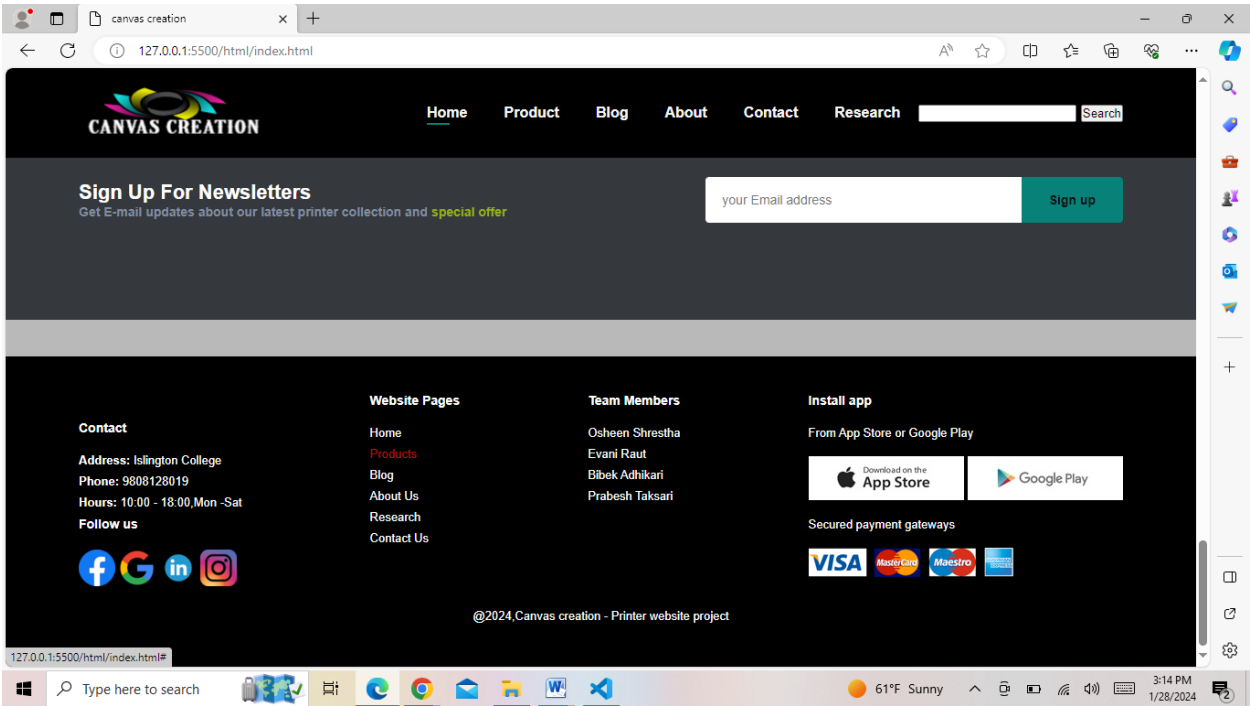 canvas creation
127.0.0.1:5500/html/index.html
CANVAS CREATION
Home Product Blog About Contact Research Search
Sign Up For Newsletters
Get E-mail updates about our latest printer collection and special offer
your Email address Sign up
Contact
Address: Islington College
Phone: 9808128019
Hours: 10:00 - 18:00,Mon -Sat
Follow us
Website Pages
Home
Products
Blog
About Us
Research
Contact Us
Team Members
Osheen Shrestha
Evani Raut
Bibek Adhikari
Prabesh Taksari
Install app
From App Store or Google Play
Download on the
App Store
Google Play
Secured payment gateways
VISA MasterCard Maestro
@2024,Canvas creation - Printer website project
127.0.0.1:5500/html/index.html#
Type here to search
61°F Sunny
3:14 PM
1/28/2024
2